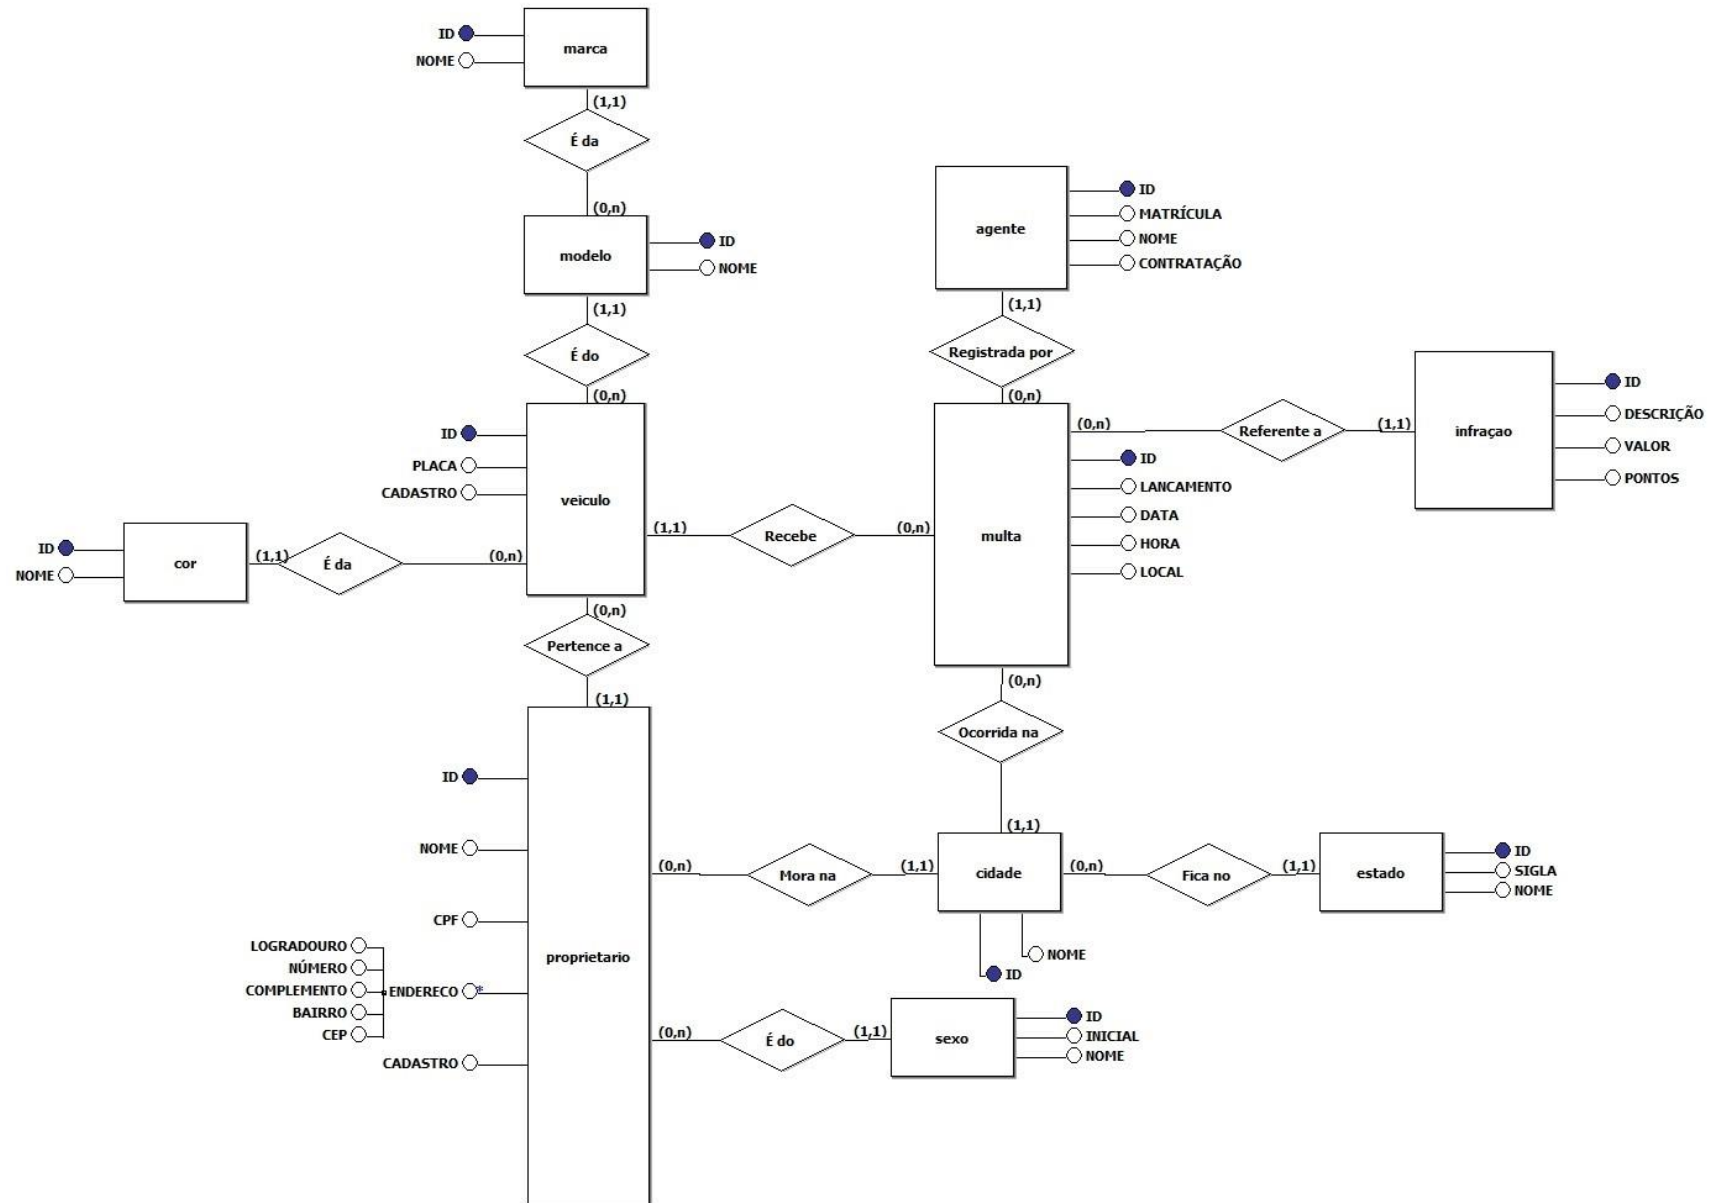 ID
NOME
marca
(1,1)
É da
(0,n)
modelo
ID
NOME
(1,1)
É do
(0,n)
agente
ID
MATRÍCULA
NOME
CONTRATAÇÃO
(1,1)
Registrada por
(0,n)
ID
PLACA
CADASTRO
veiculo
(1,1)
Recebe
(0,n)
multa
(0,n)
Referente a
(1,1)
infraçao
ID
DESCRIÇÃO
VALOR
PONTOS
ID
LANCAMENTO
DATA
HORA
LOCAL
ID
NOME
cor
(1,1)
É da
(0,n)
(0,n)
Pertence a
(1,1)
(0,n)
Ocorrida na
(1,1)
ID
NOME
CPF
LOGRADOURO
NÚMERO
COMPLEMENTO
BAIRRO
CEP
ENDERECO
*
CADASTRO
proprietario
(0,n)
Mora na
(1,1)
cidade
(0,n)
Fica no
(1,1)
estado
ID
SIGLA
NOME
NOME
ID
(0,n)
É do
(1,1)
sexo
ID
INICIAL
NOME